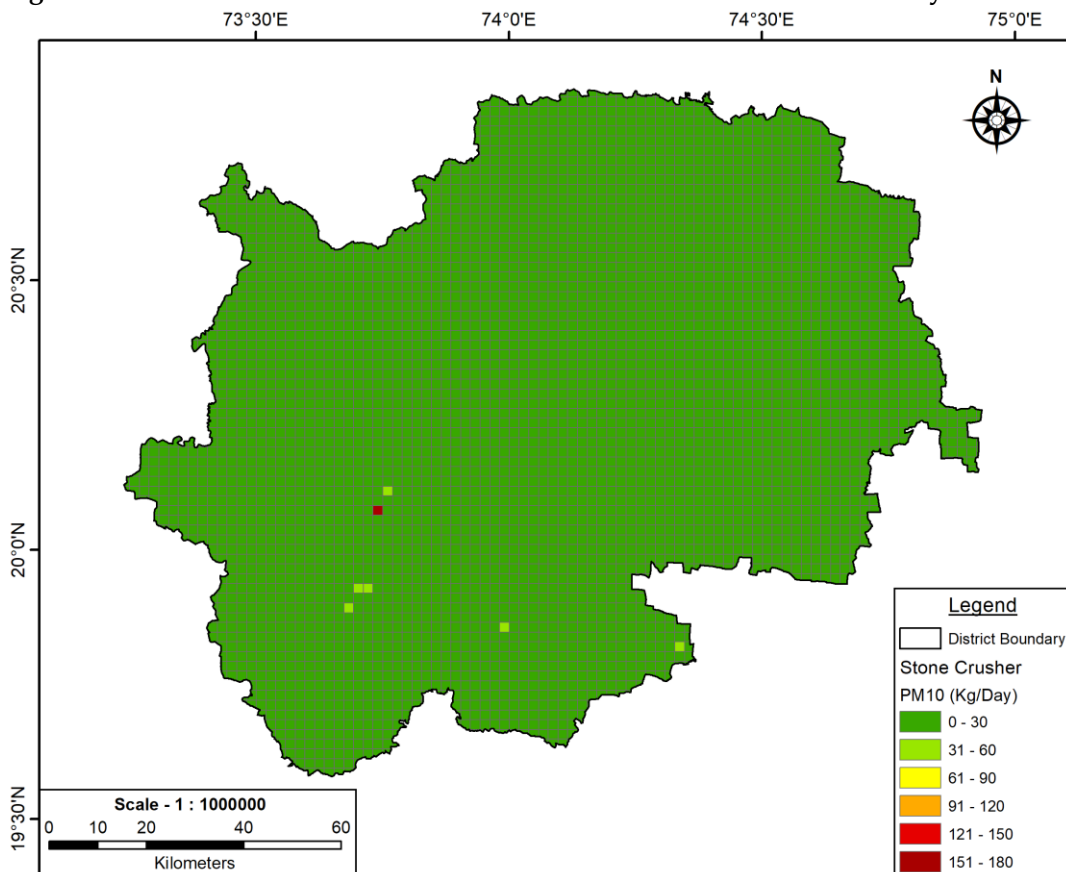 73°30'E 74°0'E 74°30'E 75°0'E
N
20°30'N
20°0'N
19°30'N
Legend
District Boundary
Stone Crusher
PM10 (Kg/Day)
0 - 30
31 - 60
61 - 90
91 - 120
121 - 150
151 - 180
Scale - 1 : 1000000
0 10 20 40 60
Kilometers